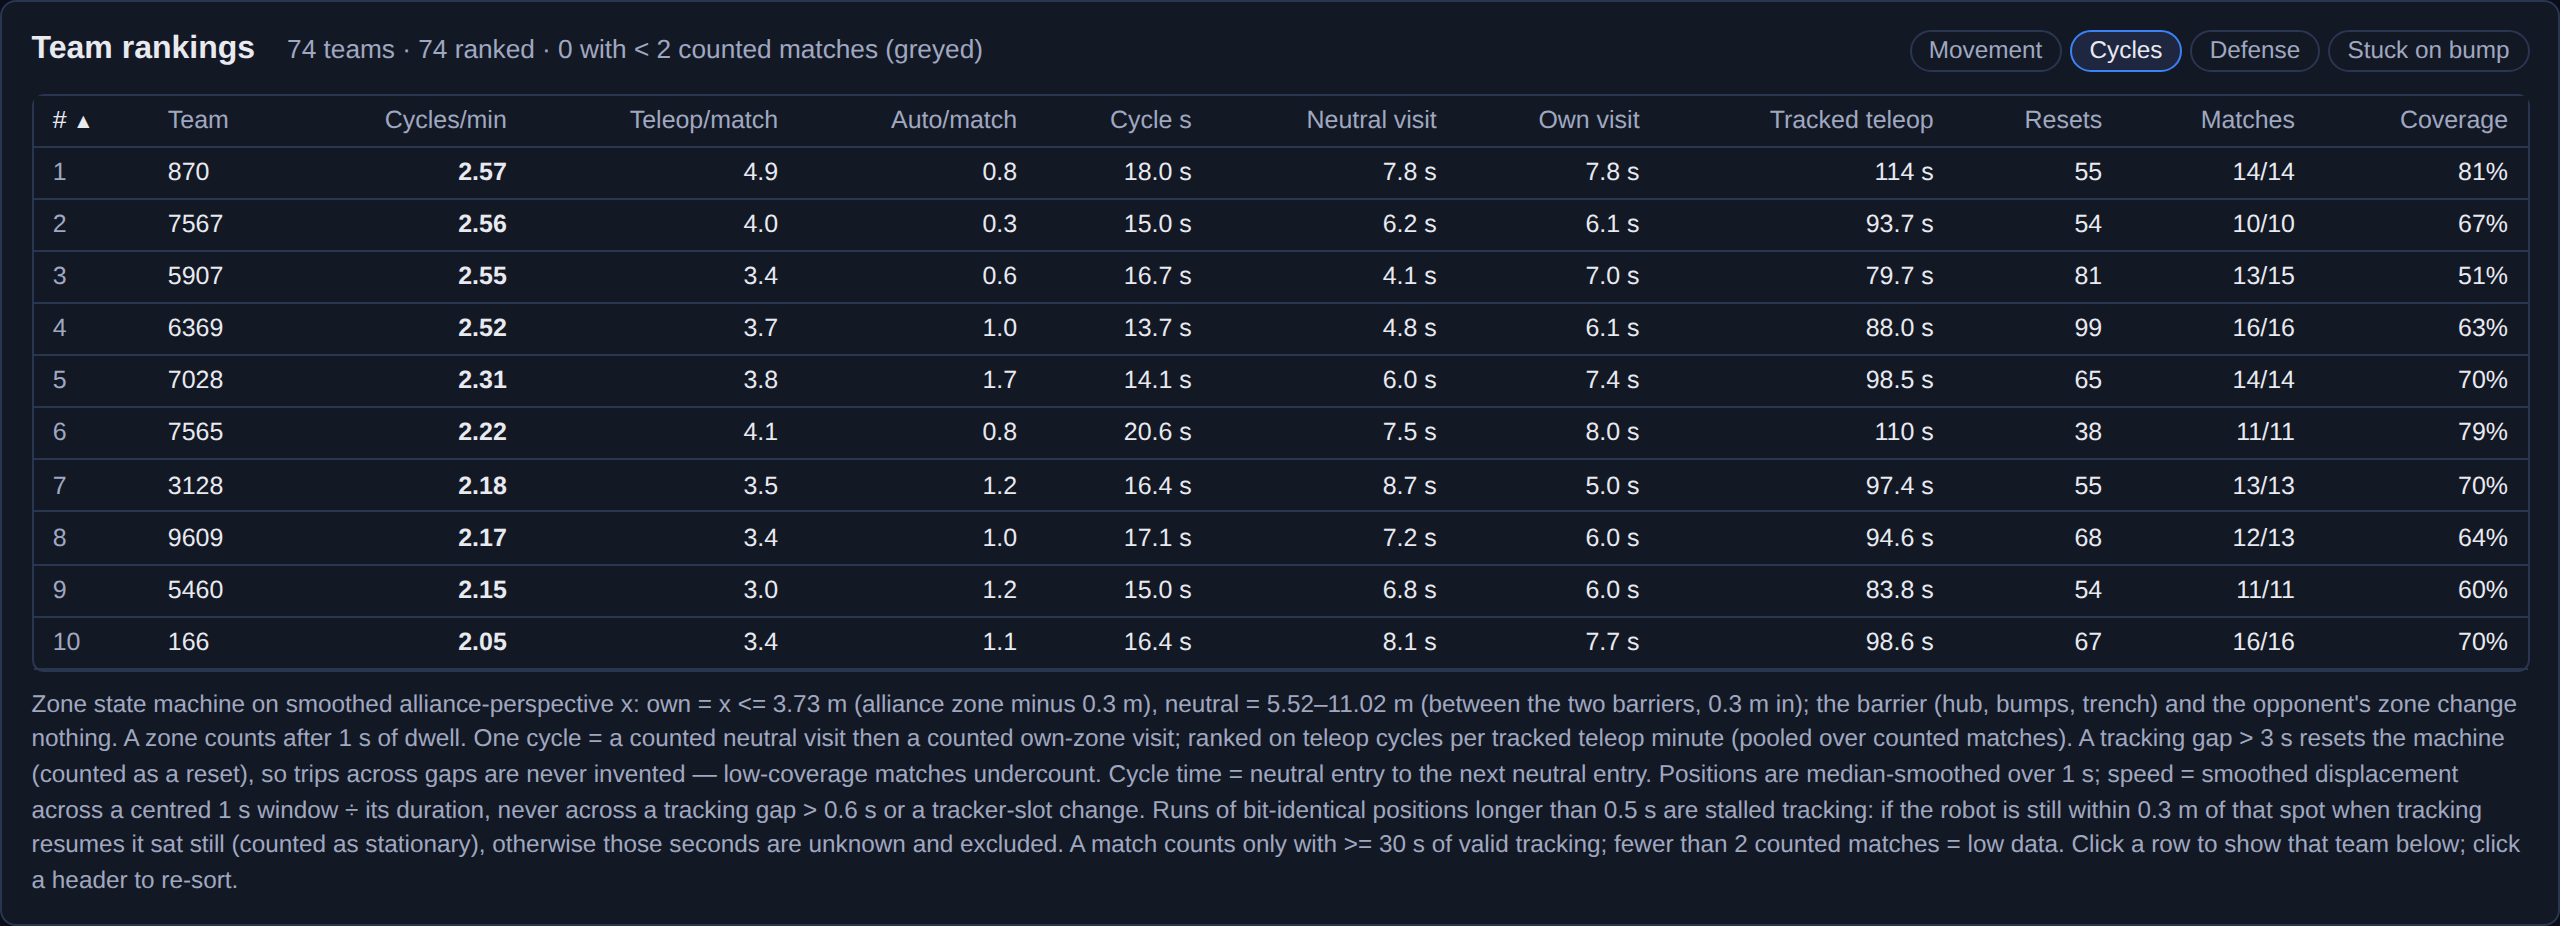 Team rankings 74 teams · 74 ranked · 0 with < 2 counted matches (greyed) Movement Cycles Defense Stuck on bump
# ▲ Team Cycles/min Teleop/match Auto/match Cycle s Neutral visit Own visit Tracked teleop Resets Matches Coverage
1 870 2.57 4.9 0.8 18.0 s 7.8 s 7.8 s 114 s 55 14/14 81%
2 7567 2.56 4.0 0.3 15.0 s 6.2 s 6.1 s 93.7 s 54 10/10 67%
3 5907 2.55 3.4 0.6 16.7 s 4.1 s 7.0 s 79.7 s 81 13/15 51%
4 6369 2.52 3.7 1.0 13.7 s 4.8 s 6.1 s 88.0 s 99 16/16 63%
5 7028 2.31 3.8 1.7 14.1 s 6.0 s 7.4 s 98.5 s 65 14/14 70%
6 7565 2.22 4.1 0.8 20.6 s 7.5 s 8.0 s 110 s 38 11/11 79%
7 3128 2.18 3.5 1.2 16.4 s 8.7 s 5.0 s 97.4 s 55 13/13 70%
8 9609 2.17 3.4 1.0 17.1 s 7.2 s 6.0 s 94.6 s 68 12/13 64%
9 5460 2.15 3.0 1.2 15.0 s 6.8 s 6.0 s 83.8 s 54 11/11 60%
10 166 2.05 3.4 1.1 16.4 s 8.1 s 7.7 s 98.6 s 67 16/16 70%
Zone state machine on smoothed alliance-perspective x: own = x <= 3.73 m (alliance zone minus 0.3 m), neutral = 5.52–11.02 m (between the two barriers, 0.3 m in); the barrier (hub, bumps, trench) and the opponent's zone change
nothing. A zone counts after 1 s of dwell. One cycle = a counted neutral visit then a counted own-zone visit; ranked on teleop cycles per tracked teleop minute (pooled over counted matches). A tracking gap > 3 s resets the machine
(counted as a reset), so trips across gaps are never invented — low-coverage matches undercount. Cycle time = neutral entry to the next neutral entry. Positions are median-smoothed over 1 s; speed = smoothed displacement
across a centred 1 s window ÷ its duration, never across a tracking gap > 0.6 s or a tracker-slot change. Runs of bit-identical positions longer than 0.5 s are stalled tracking: if the robot is still within 0.3 m of that spot when tracking
resumes it sat still (counted as stationary), otherwise those seconds are unknown and excluded. A match counts only with >= 30 s of valid tracking; fewer than 2 counted matches = low data. Click a row to show that team below; click
a header to re-sort.